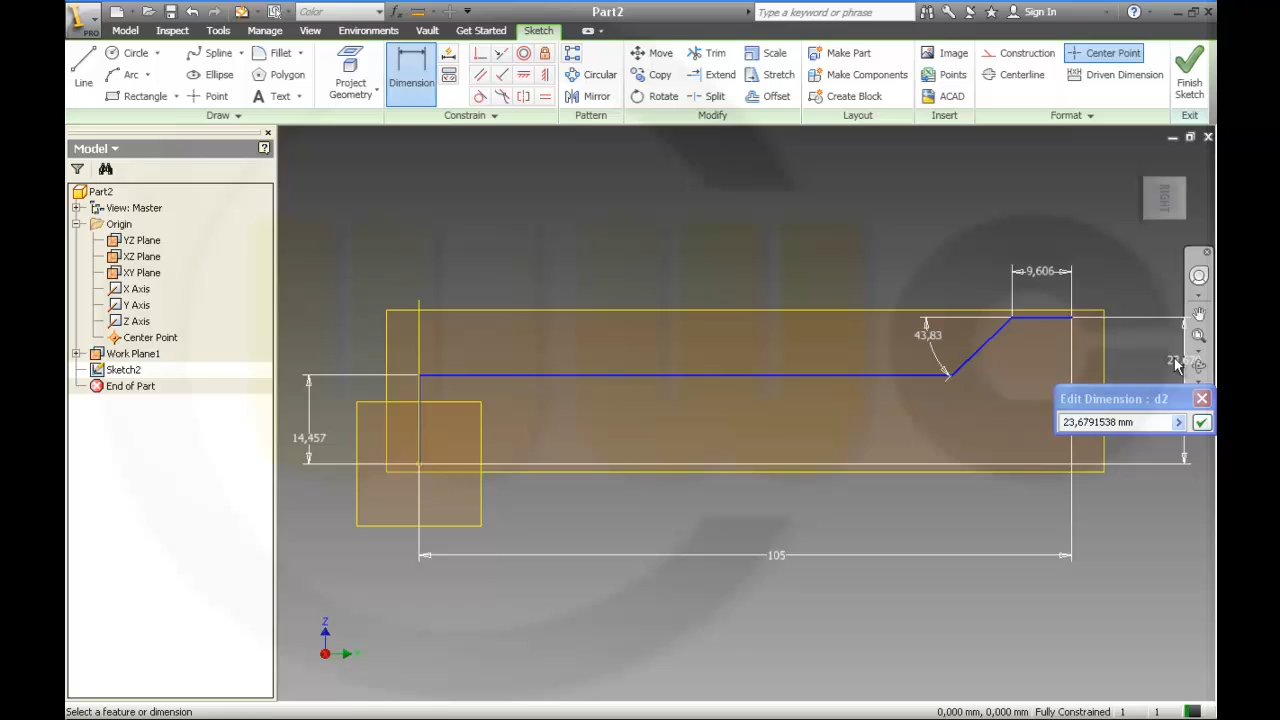 PRO
Color
Part2
Type a keyword or phrase
Sign In
Model Inspect Tools Manage View Environments Vault Get Started Sketch
Line
Circle
Arc
Rectangle
Spline
Ellipse
Point
Fillet
Polygon
Text
Project Geometry
Dimension
Circular
Mirror
Move
Copy
Rotate
Trim
Extend
Split
Scale
Stretch
Offset
Make Part
Make Components
Create Block
Image
Points
ACAD
Construction
Centerline
Center Point
Driven Dimension
Finish Sketch
Draw Constrain Pattern Modify Layout Insert Format Exit
Model
Part2
View: Master
Origin
YZ Plane
XZ Plane
XY Plane
X Axis
Y Axis
Z Axis
Center Point
Work Plane1
Sketch2
End of Part
RIGHT
9,606
43,83
14,457
105
Edit Dimension : d2
23,6791538 mm
Z
Select a feature or dimension
0,000 mm, 0,000 mm Fully Constrained 1 1